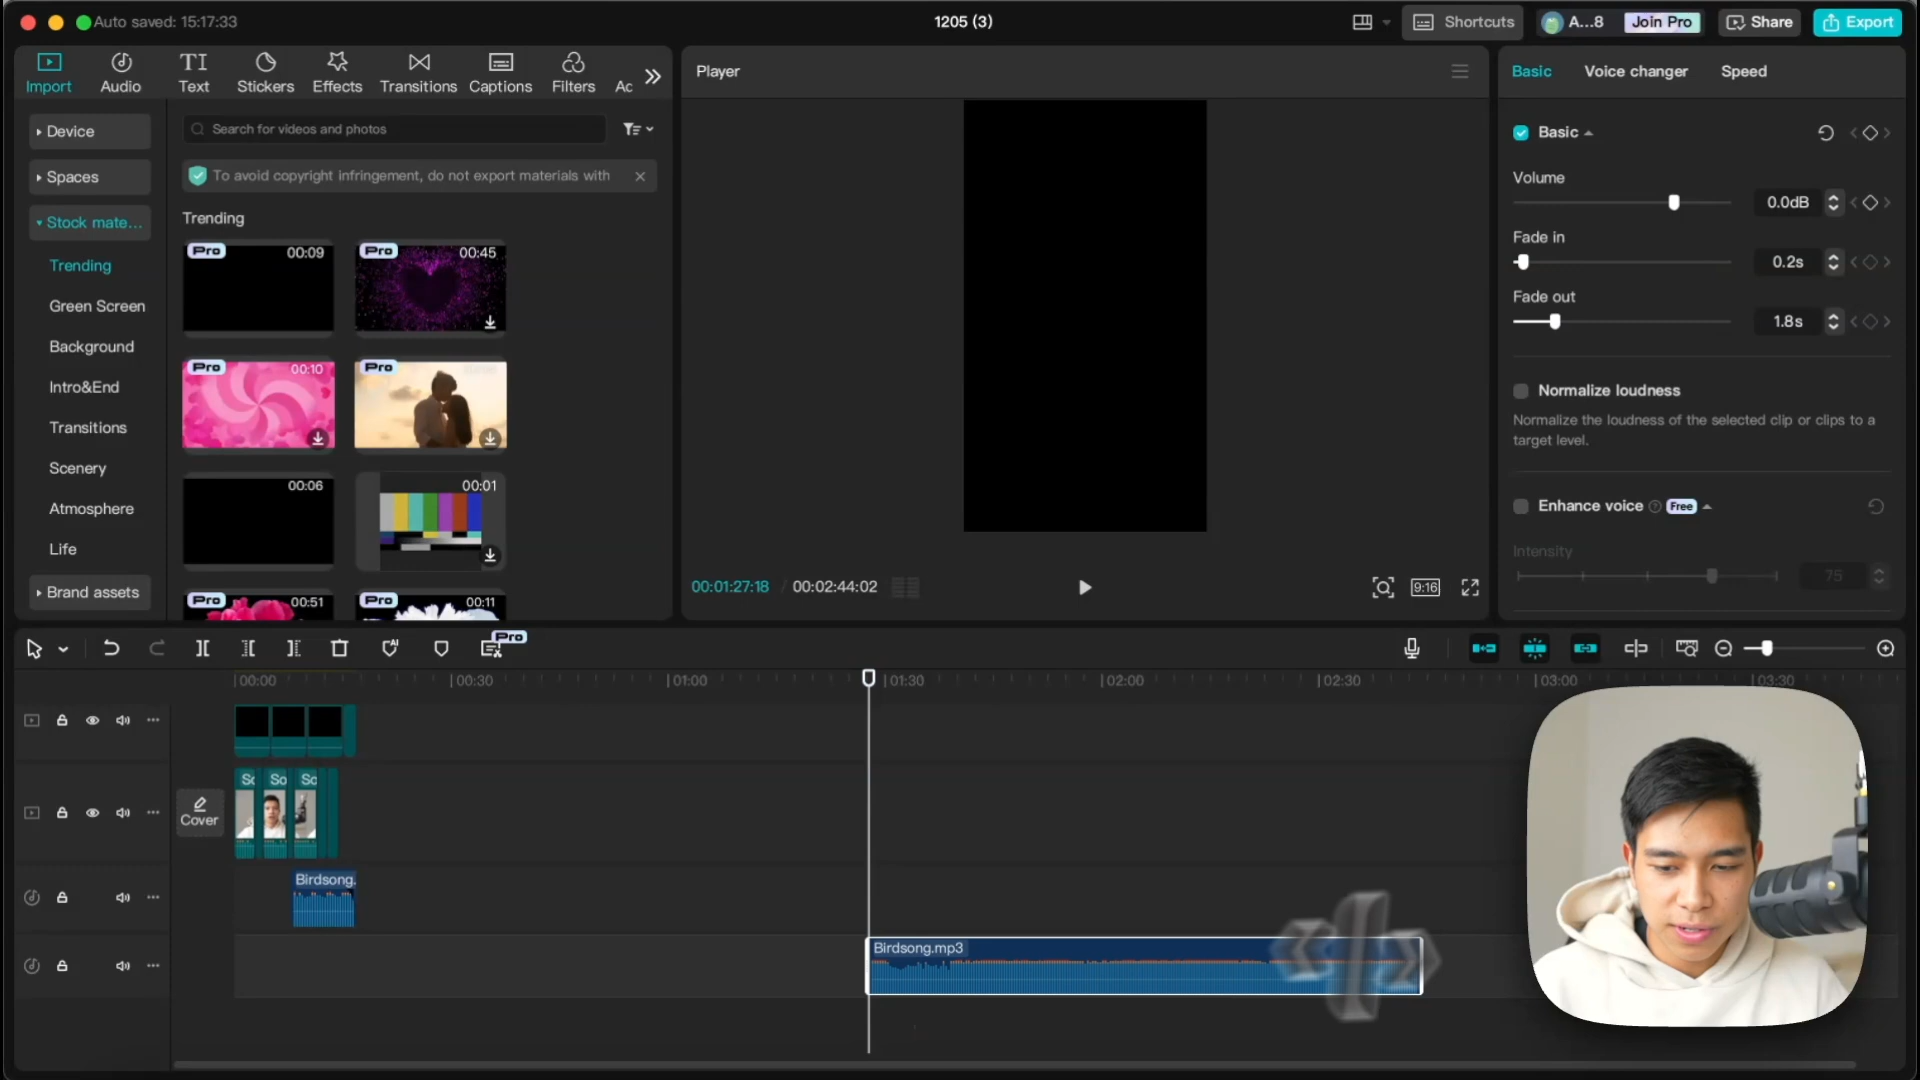 Auto saved: 15:17:33
1205 (3)
Shortcuts
A...8
Join Pro
Share
Export
Import
Audio
TI
Text
Stickers
Effects
Transitions
Captions
Filters
Ac
Player
Basic
Voice changer
Speed
Device
Spaces
Stock mate...
Trending
Green Screen
Background
Intro&End
Transitions
Scenery
Atmosphere
Life
Brand assets
Search for videos and photos
To avoid copyright infringement, do not export materials with
Trending
Pro
00:09
Pro
00:45
Pro
00:10
Pro
00:06
00:01
Pro
00:51
Pro
00:11
00:01:27:18 / 00:02:44:02
9:16
Basic
Volume
0.0dB
Fade in
0.2s
Fade out
1.8s
Normalize loudness
Normalize the loudness of the selected clip or clips to a
target level.
Enhance voice
Free
Intensity
75
AI
Pro
00:00
00:30
01:00
01:30
02:00
02:30
03:00
03:30
Cover
Sc
So
Sc
Birdsong.
Birdsong.mp3